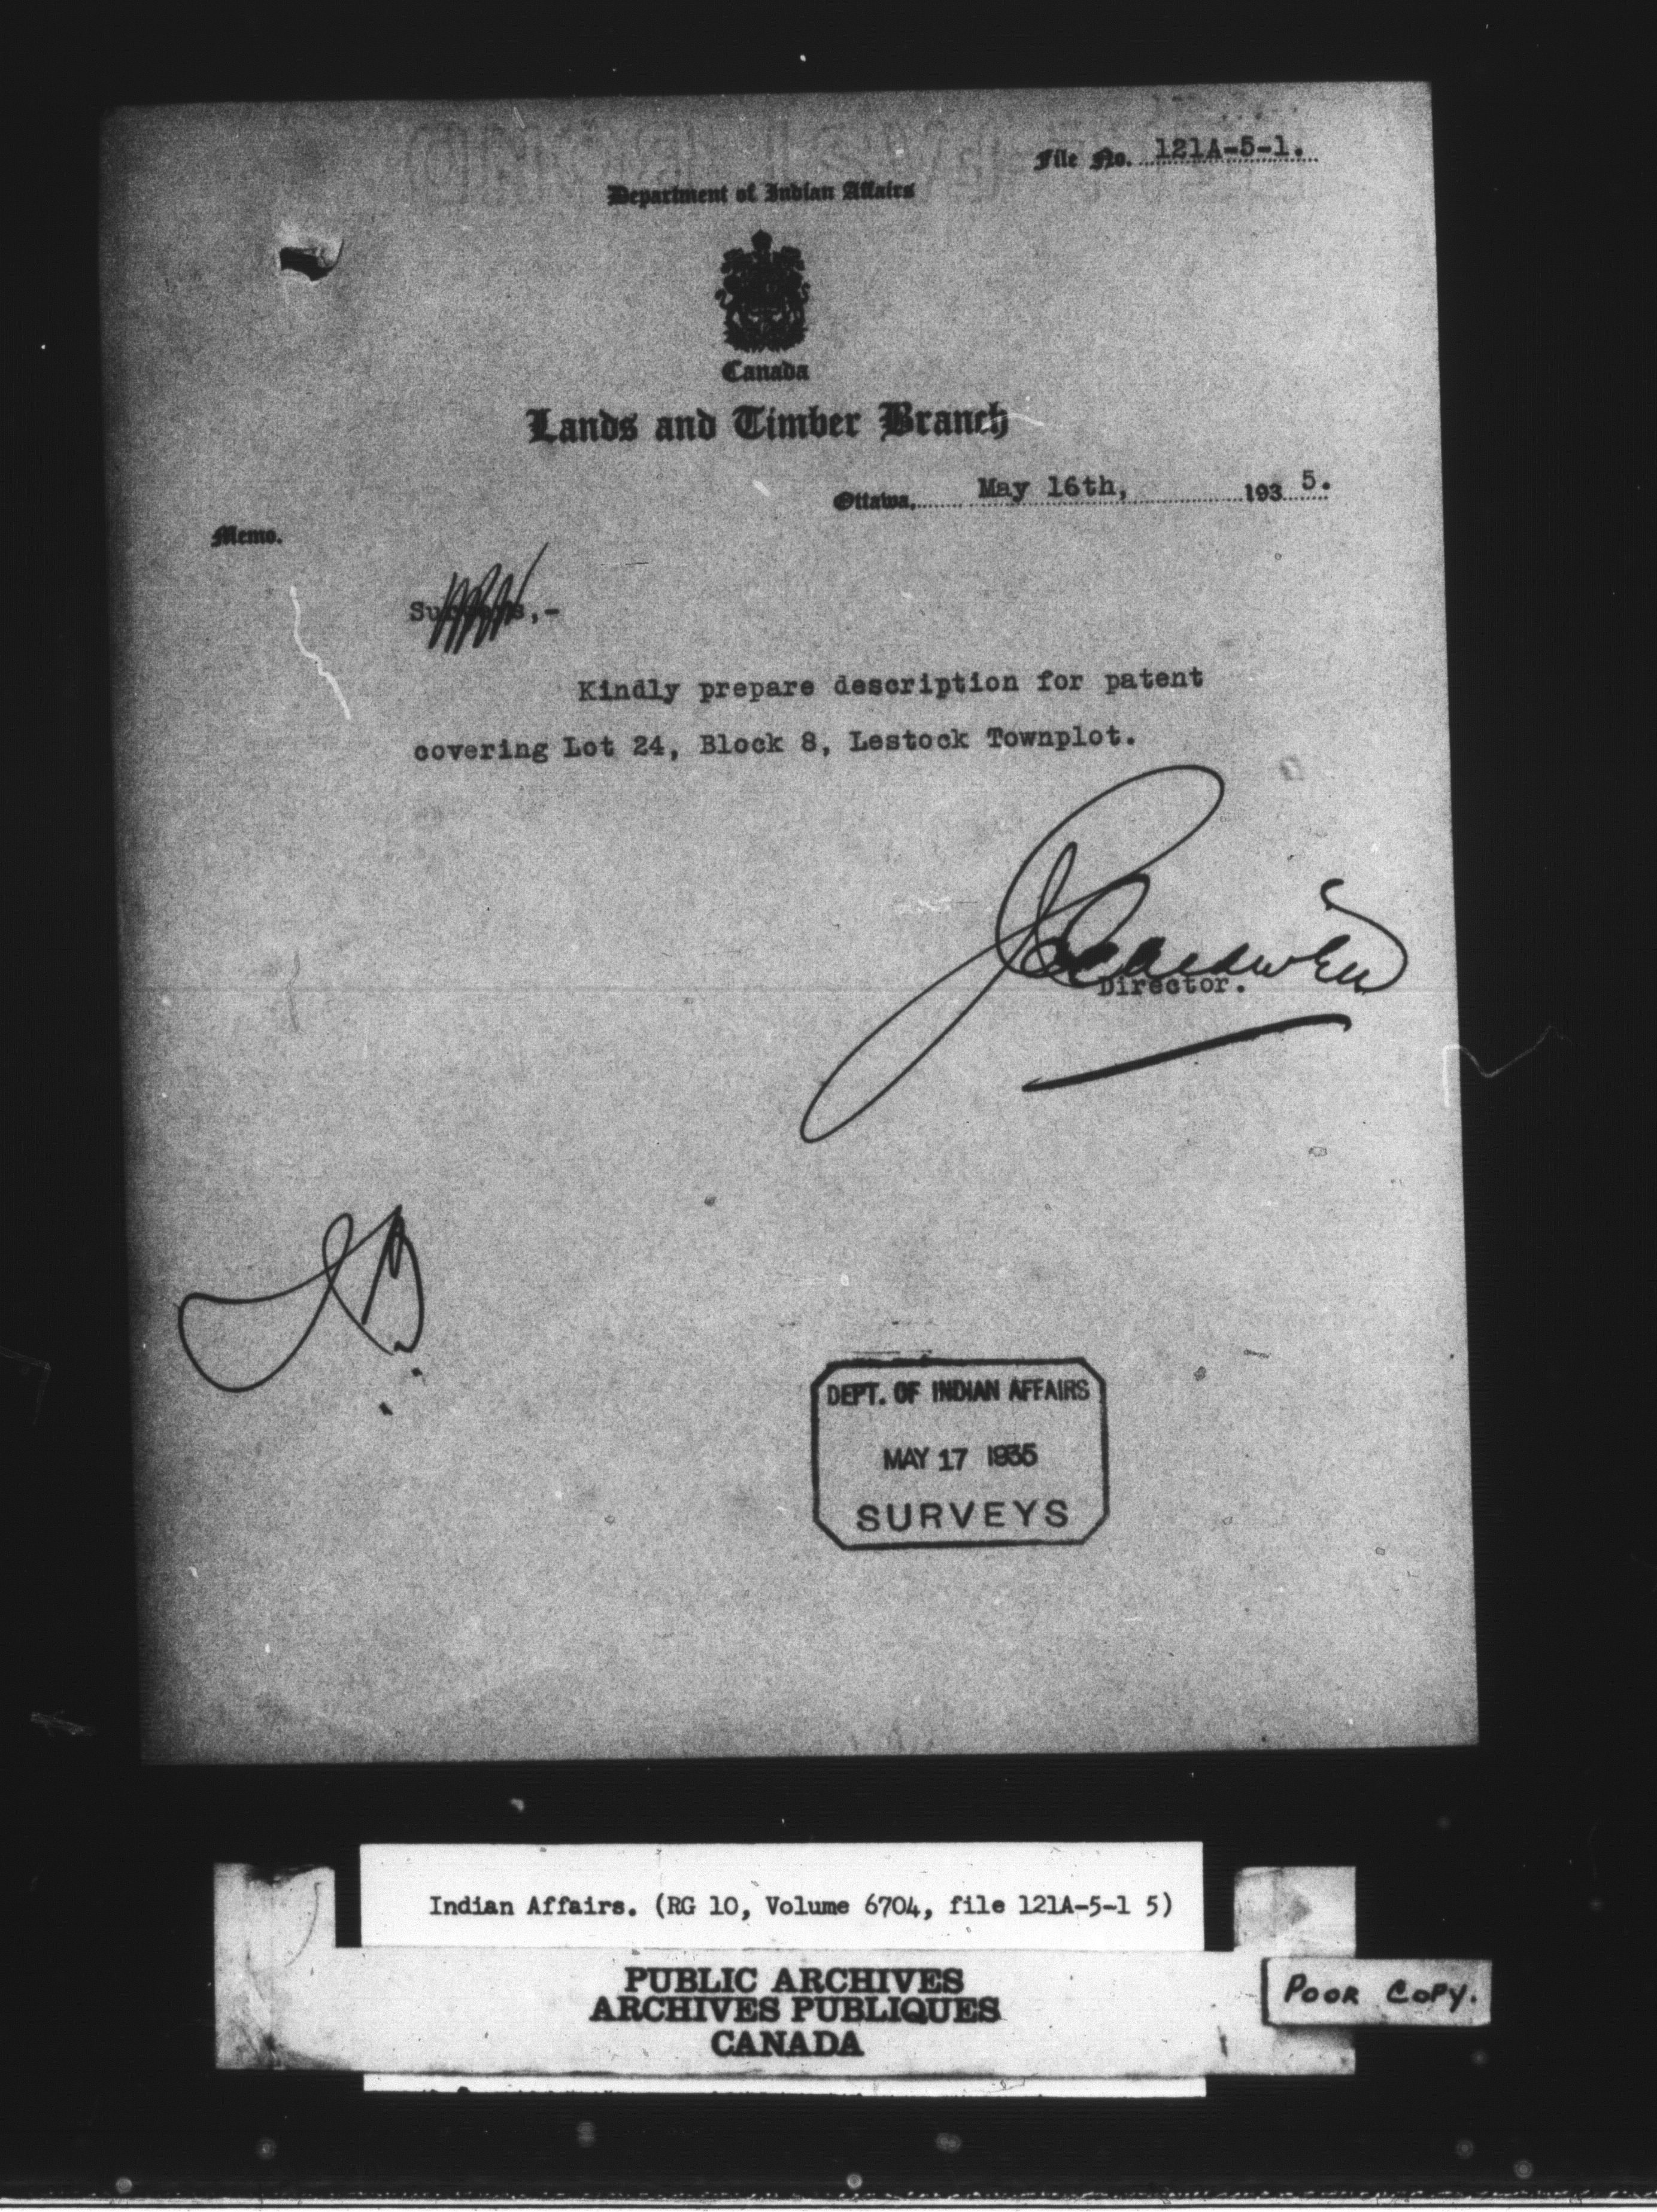 File No. 121A-5-1.
Department of Indian Affairs
Canada
Lands and Timber Branch
Ottawa, May 16th, 1935.
Memo.
Surveys,-
Kindly prepare description for patent
covering Lot 24, Block 8, Lestock Townplot.
Director.
DEPT. OF INDIAN AFFAIRS
MAY 17 1935
SURVEYS
Indian Affairs. (RG 10, Volume 6704, file 121A-5-1 5)
PUBLIC ARCHIVES
ARCHIVES PUBLIQUES
CANADA
POOR COPY.